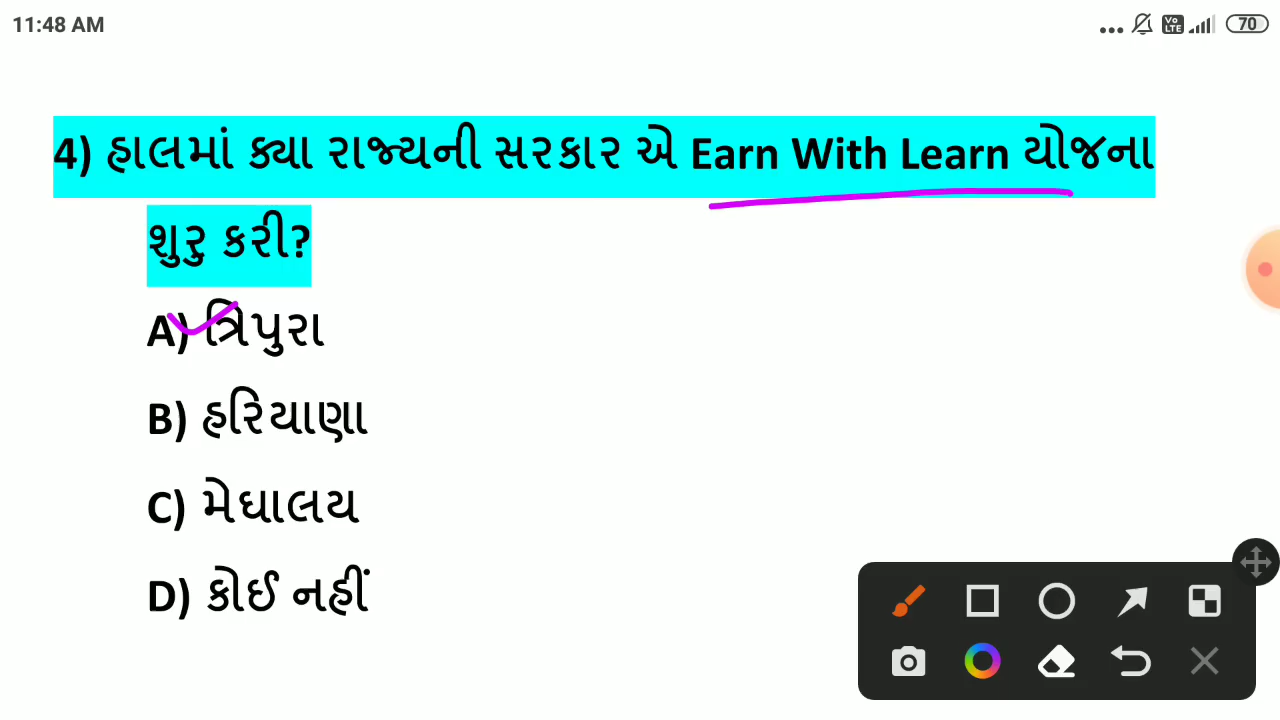 11:48 AM
70
4) હાલમાં ક્યા રાજ્યની સરકાર એ Earn With Learn યોજના
શુરુ કરી?
A) ત્રિપુરા
B) હરિયાણા
C) મેઘાલય
D) કોઈ નહીં